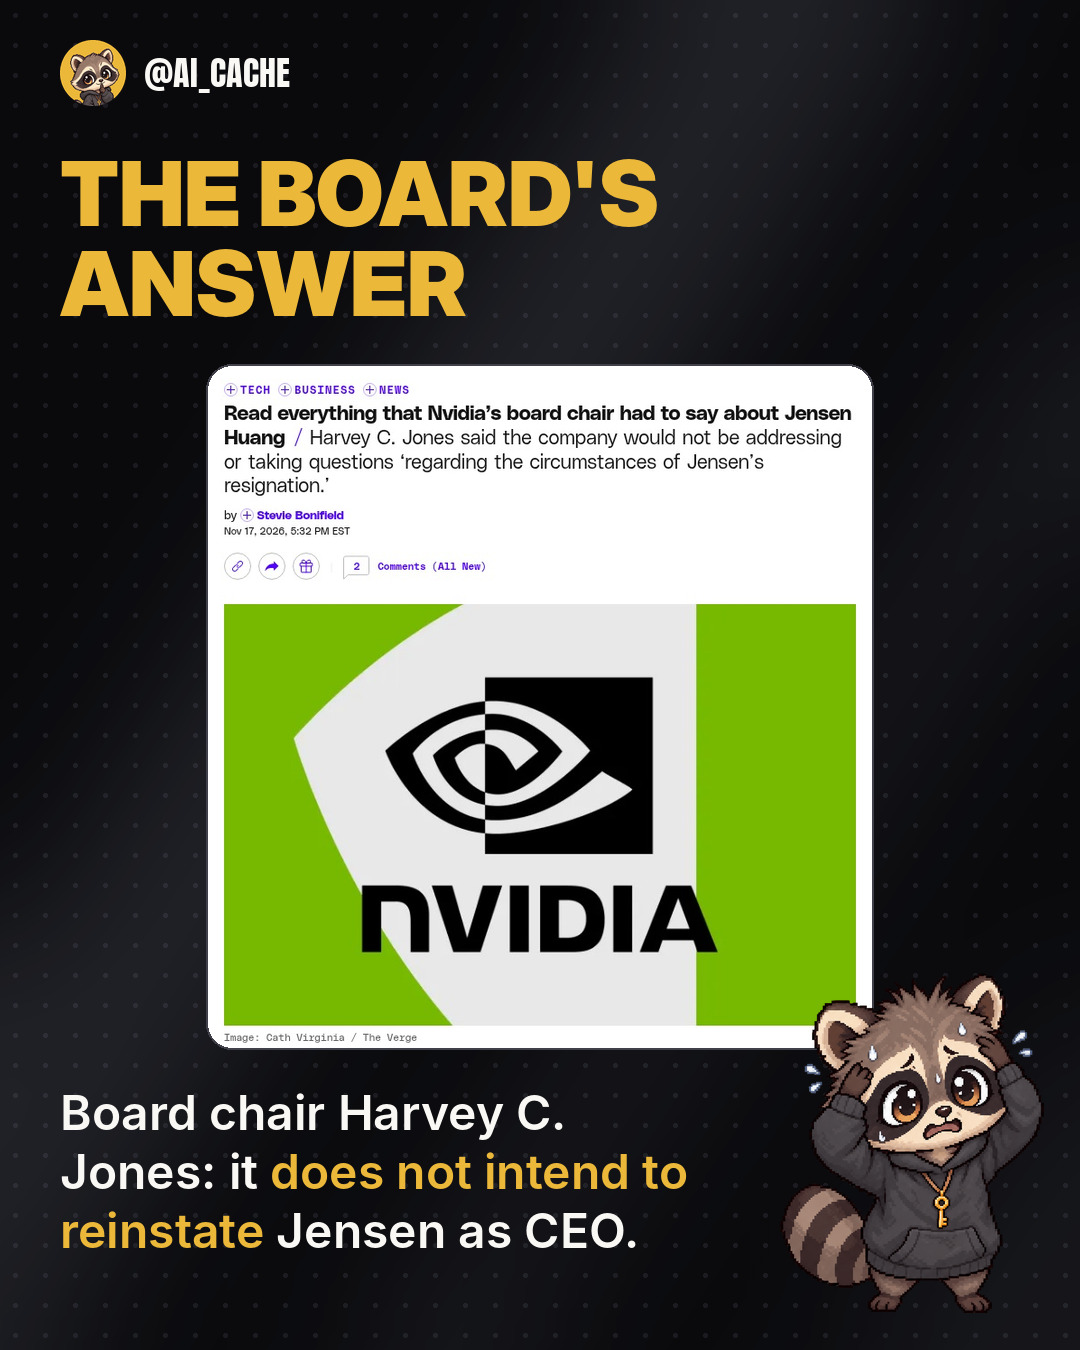 @AI_CACHE
THE BOARD'S
ANSWER
TECH BUSINESS NEWS
Read everything that Nvidia’s board chair had to say about Jensen
Huang / Harvey C. Jones said the company would not be addressing
or taking questions ‘regarding the circumstances of Jensen’s
resignation.’
by Stevie Bonifield
Nov 17, 2026, 5:32 PM EST
2 Comments (All New)
NVIDIA
Image: Cath Virginia / The Verge
Board chair Harvey C.
Jones: it does not intend to
reinstate Jensen as CEO.